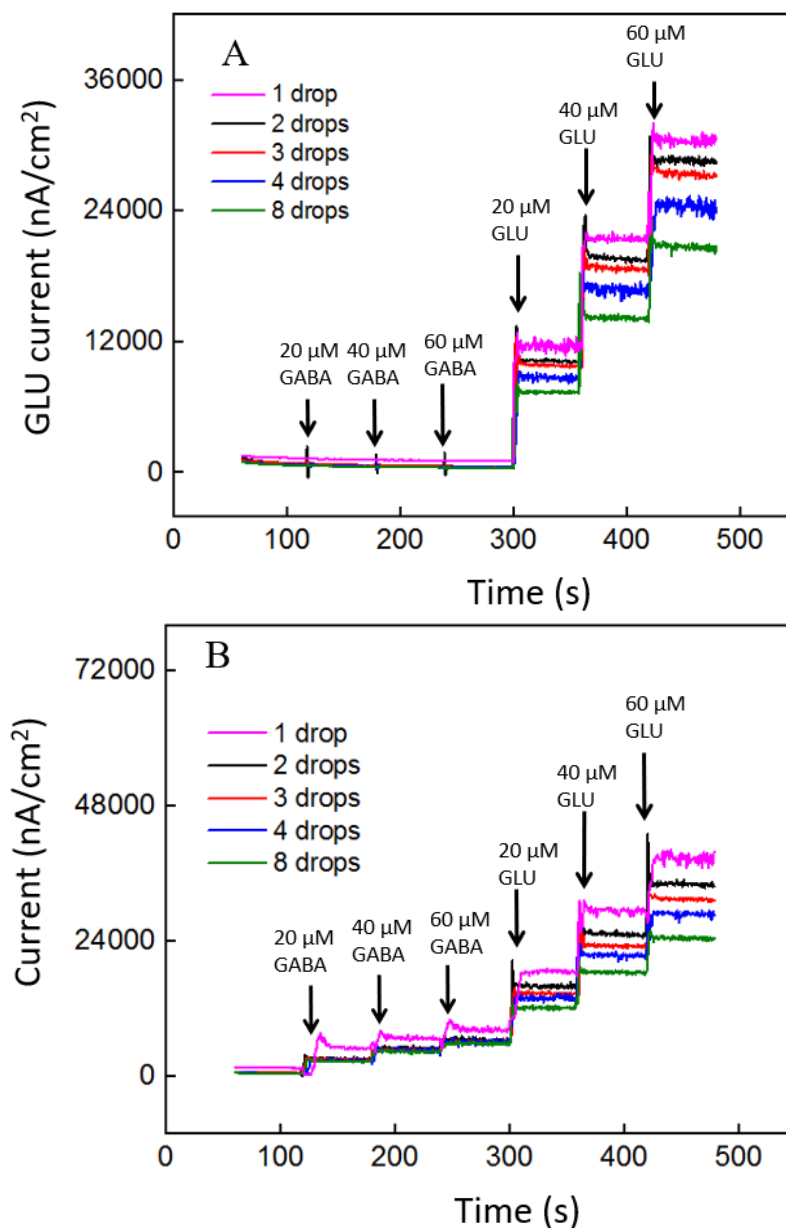 A
36000
24000
12000
0
GLU current (nA/cm²)
1 drop
2 drops
3 drops
4 drops
8 drops
20 µM
GABA
40 µM
GABA
60 µM
GABA
20 µM
GLU
40 µM
GLU
60 µM
GLU
0 100 200 300 400 500
Time (s)
B
72000
48000
24000
0
Current (nA/cm²)
1 drop
2 drops
3 drops
4 drops
8 drops
20 µM
GABA
40 µM
GABA
60 µM
GABA
20 µM
GLU
40 µM
GLU
60 µM
GLU
0 100 200 300 400 500
Time (s)